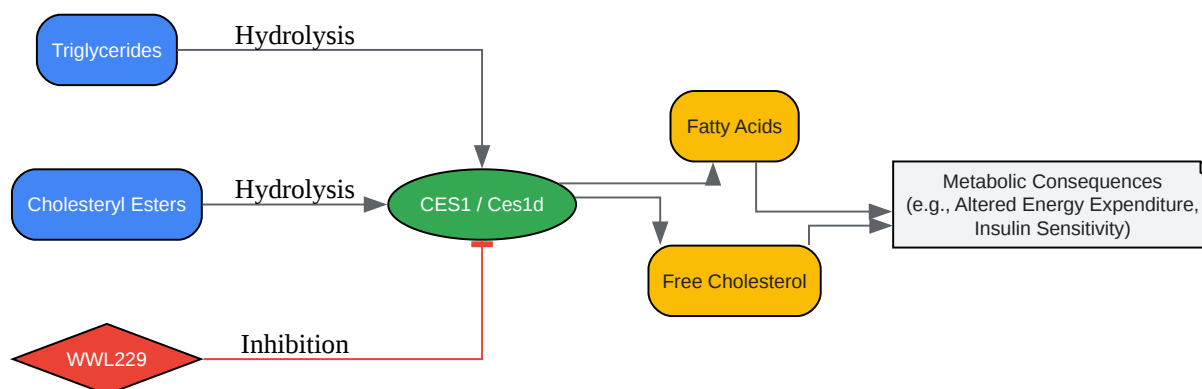 Triglycerides
Hydrolysis
Fatty Acids
Cholesteryl Esters
Hydrolysis
CES1 / Ces1d
Metabolic Consequences
(e.g., Altered Energy Expenditure,
Insulin Sensitivity)
Free Cholesterol
WWL229
Inhibition